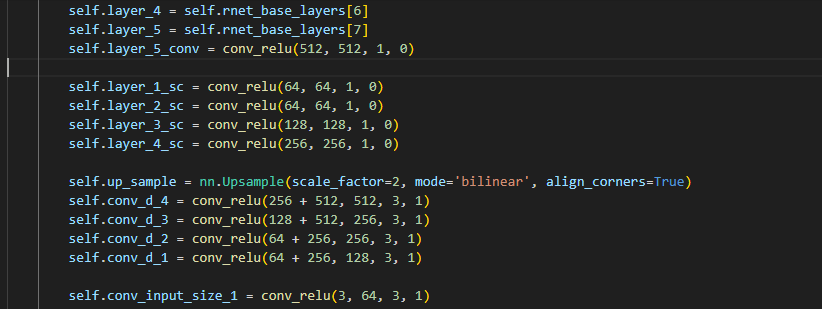 self.layer_4 = self.rnet_base_layers[6]
self.layer_5 = self.rnet_base_layers[7]
self.layer_5_conv = conv_relu(512, 512, 1, 0)
self.layer_1_sc = conv_relu(64, 64, 1, 0)
self.layer_2_sc = conv_relu(64, 64, 1, 0)
self.layer_3_sc = conv_relu(128, 128, 1, 0)
self.layer_4_sc = conv_relu(256, 256, 1, 0)
self.up_sample = nn.Upsample(scale_factor=2, mode='bilinear', align_corners=True)
self.conv_d_4 = conv_relu(256 + 512, 512, 3, 1)
self.conv_d_3 = conv_relu(128 + 512, 256, 3, 1)
self.conv_d_2 = conv_relu(64 + 256, 256, 3, 1)
self.conv_d_1 = conv_relu(64 + 256, 128, 3, 1)
self.conv_input_size_1 = conv_relu(3, 64, 3, 1)